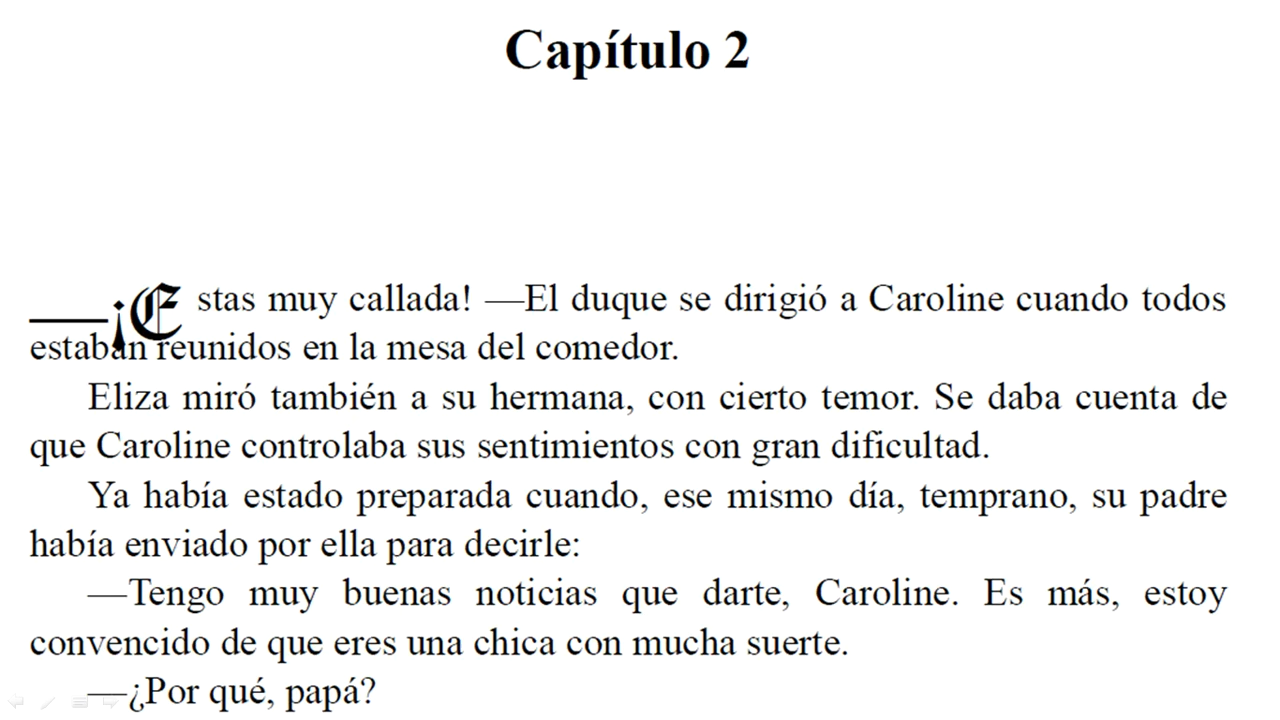 Capítulo 2
—¡Estas muy callada! —El duque se dirigió a Caroline cuando todos
estaban reunidos en la mesa del comedor.
Eliza miró también a su hermana, con cierto temor. Se daba cuenta de
que Caroline controlaba sus sentimientos con gran dificultad.
Ya había estado preparada cuando, ese mismo día, temprano, su padre
había enviado por ella para decirle:
—Tengo muy buenas noticias que darte, Caroline. Es más, estoy
convencido de que eres una chica con mucha suerte.
—¿Por qué, papá?